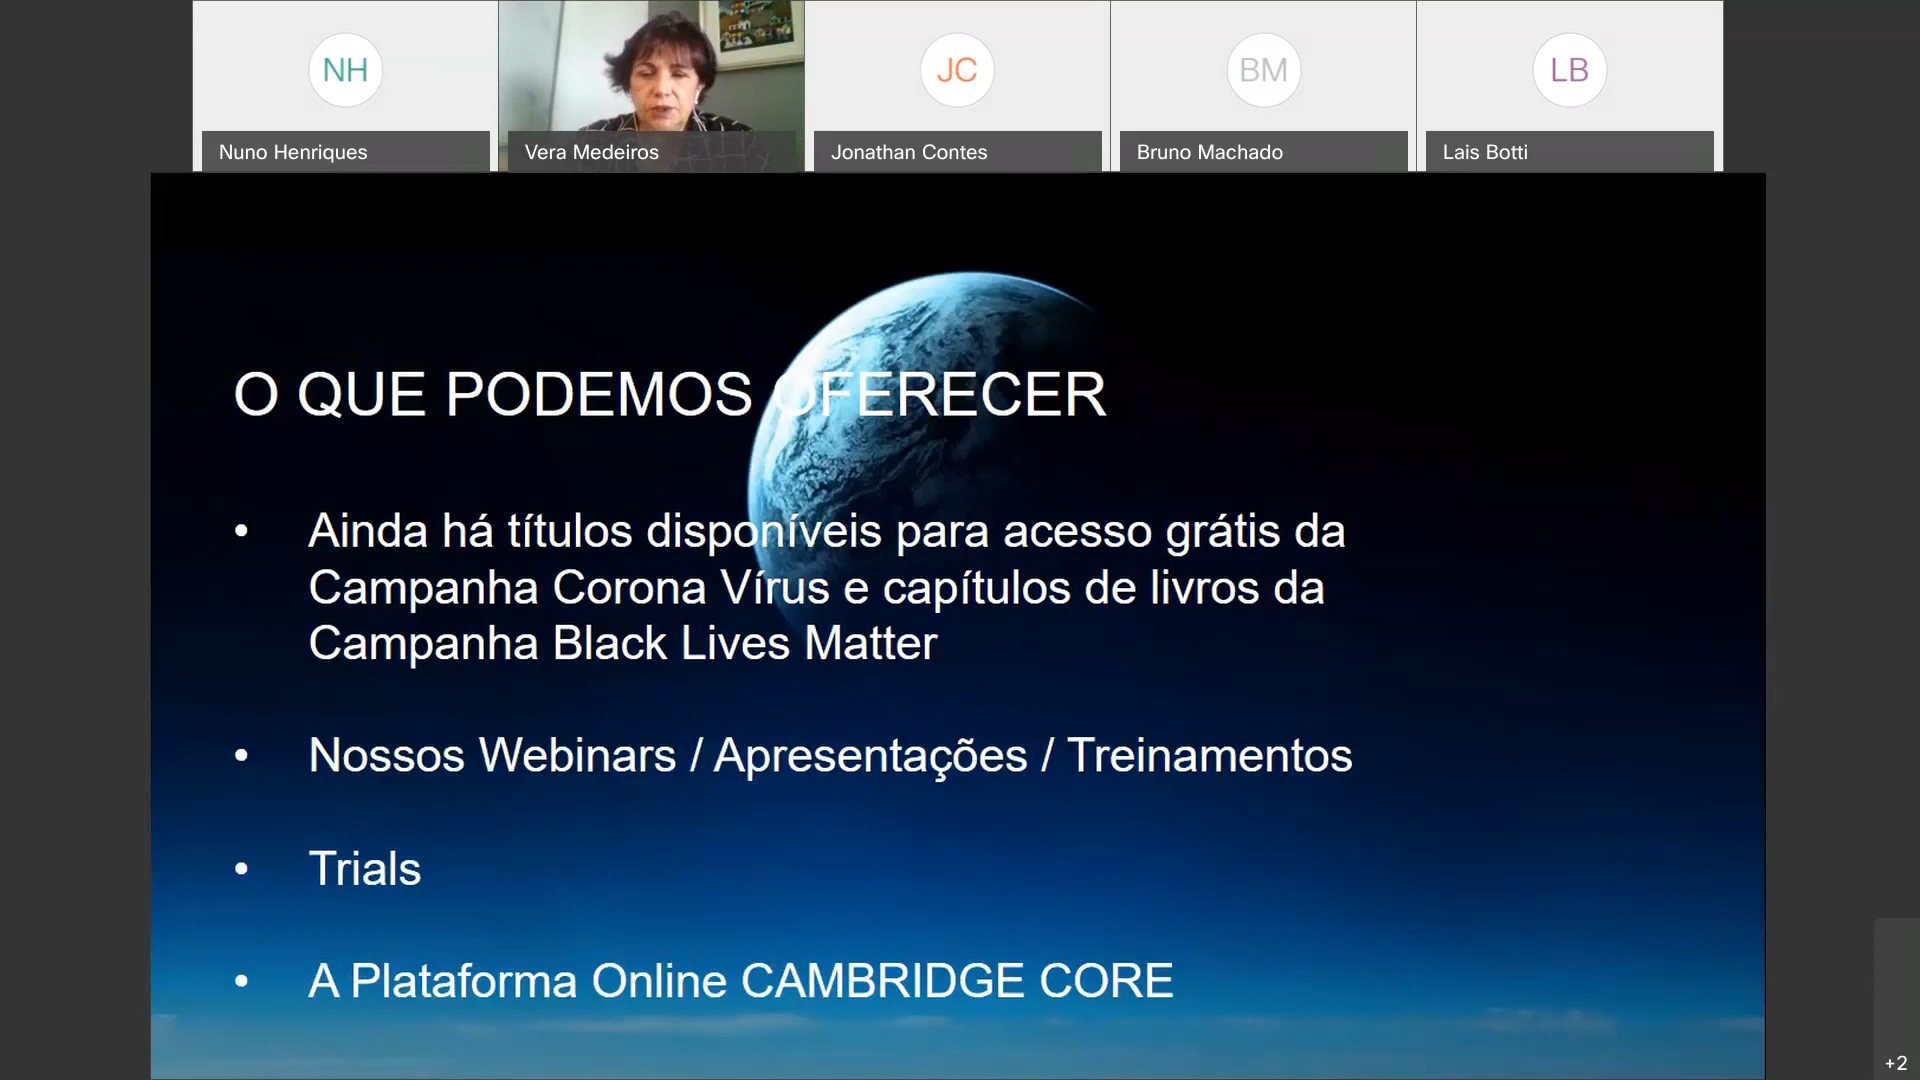 NH
JC
BM
LB
Nuno Henriques
Vera Medeiros
Jonathan Contes
Bruno Machado
Lais Botti
O QUE PODEMOS OFERECER
• Ainda há títulos disponíveis para acesso grátis da
Campanha Corona Vírus e capítulos de livros da
Campanha Black Lives Matter
• Nossos Webinars / Apresentações / Treinamentos
• Trials
• A Plataforma Online CAMBRIDGE CORE
+2